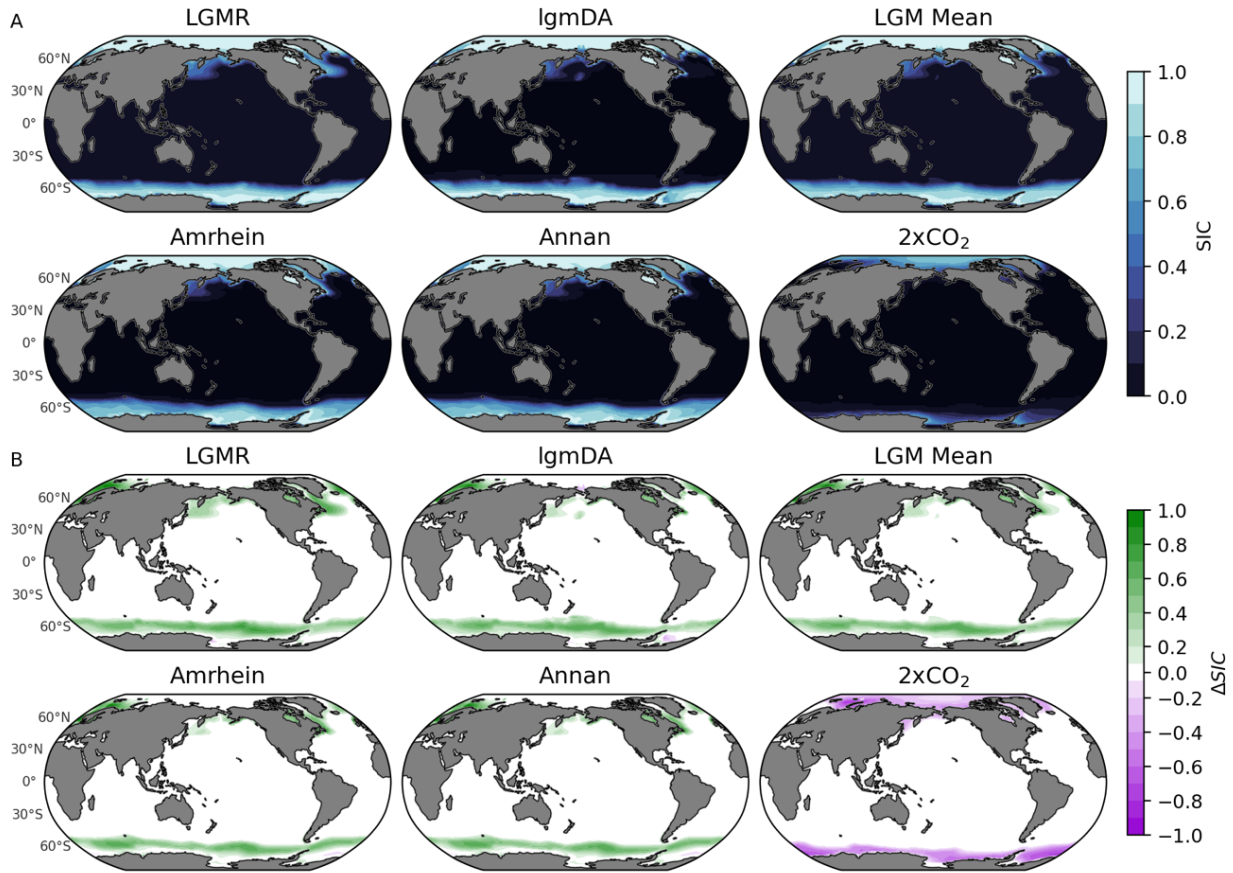 A
LGMR
lgmDA
LGM Mean
60°N
30°N
0°
30°S
60°S
Amrhein
Annan
2xCO₂
60°N
30°N
0°
30°S
60°S
1.0
0.8
0.6
0.4
0.2
0.0
SIC
B
LGMR
lgmDA
LGM Mean
60°N
30°N
0°
30°S
60°S
Amrhein
Annan
2xCO₂
60°N
30°N
0°
30°S
60°S
1.0
0.8
0.6
0.4
0.2
0.0
−0.2
−0.4
−0.6
−0.8
−1.0
ΔSIC